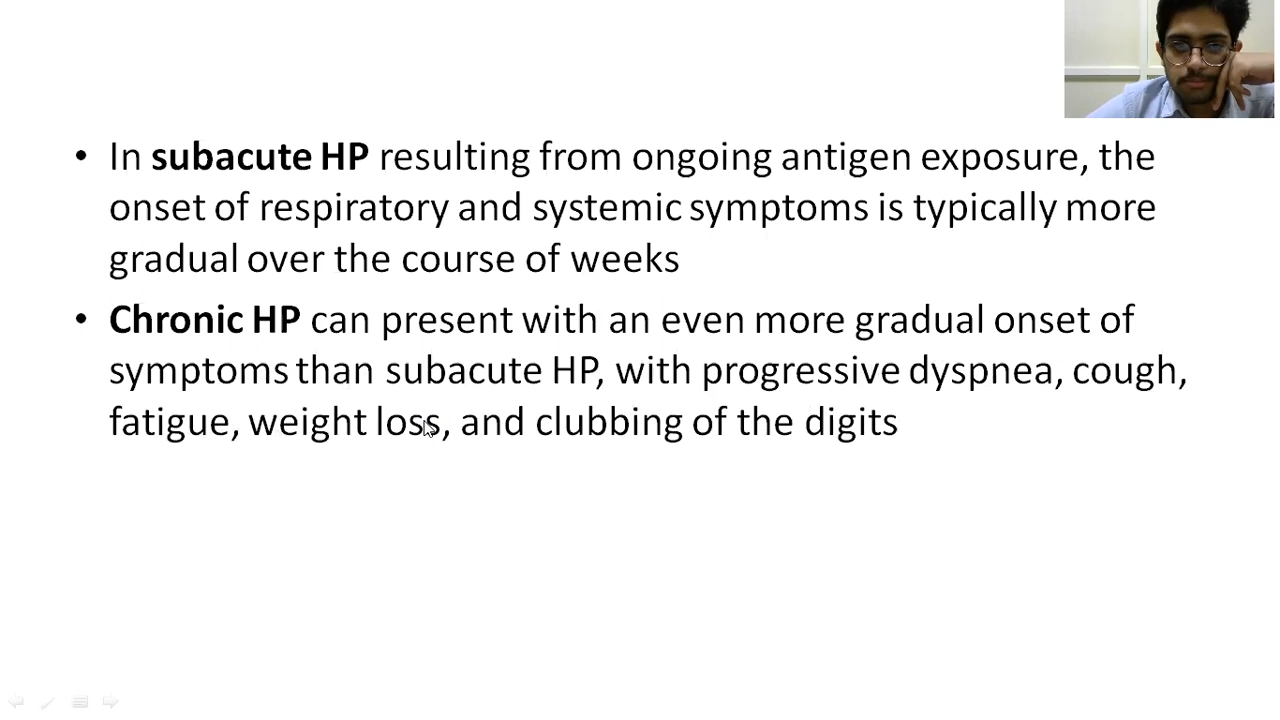 • In subacute HP resulting from ongoing antigen exposure, the
onset of respiratory and systemic symptoms is typically more
gradual over the course of weeks
• Chronic HP can present with an even more gradual onset of
symptoms than subacute HP, with progressive dyspnea, cough,
fatigue, weight loss, and clubbing of the digits